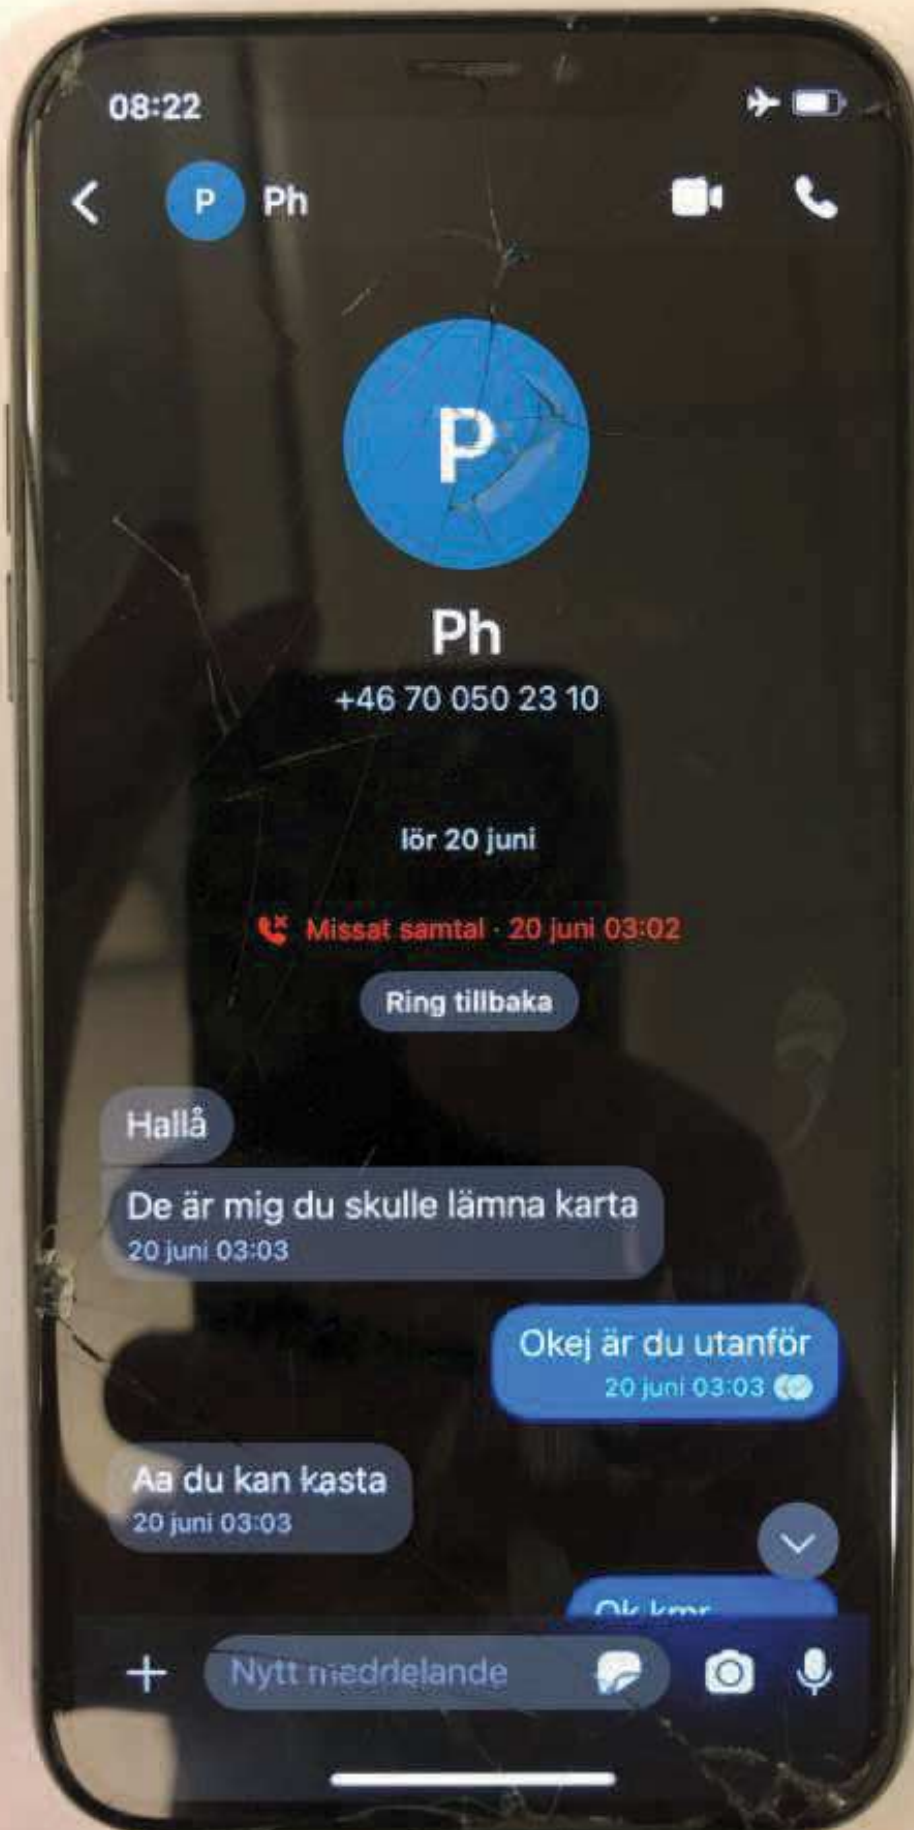 08:22
P Ph
P
Ph
+46 70 050 23 10
lör 20 juni
Missat samtal · 20 juni 03:02
Ring tillbaka
Hallå
De är mig du skulle lämna karta
20 juni 03:03
Okej är du utanför
20 juni 03:03
Aa du kan kasta
20 juni 03:03
Ok kmr
Nytt meddelande